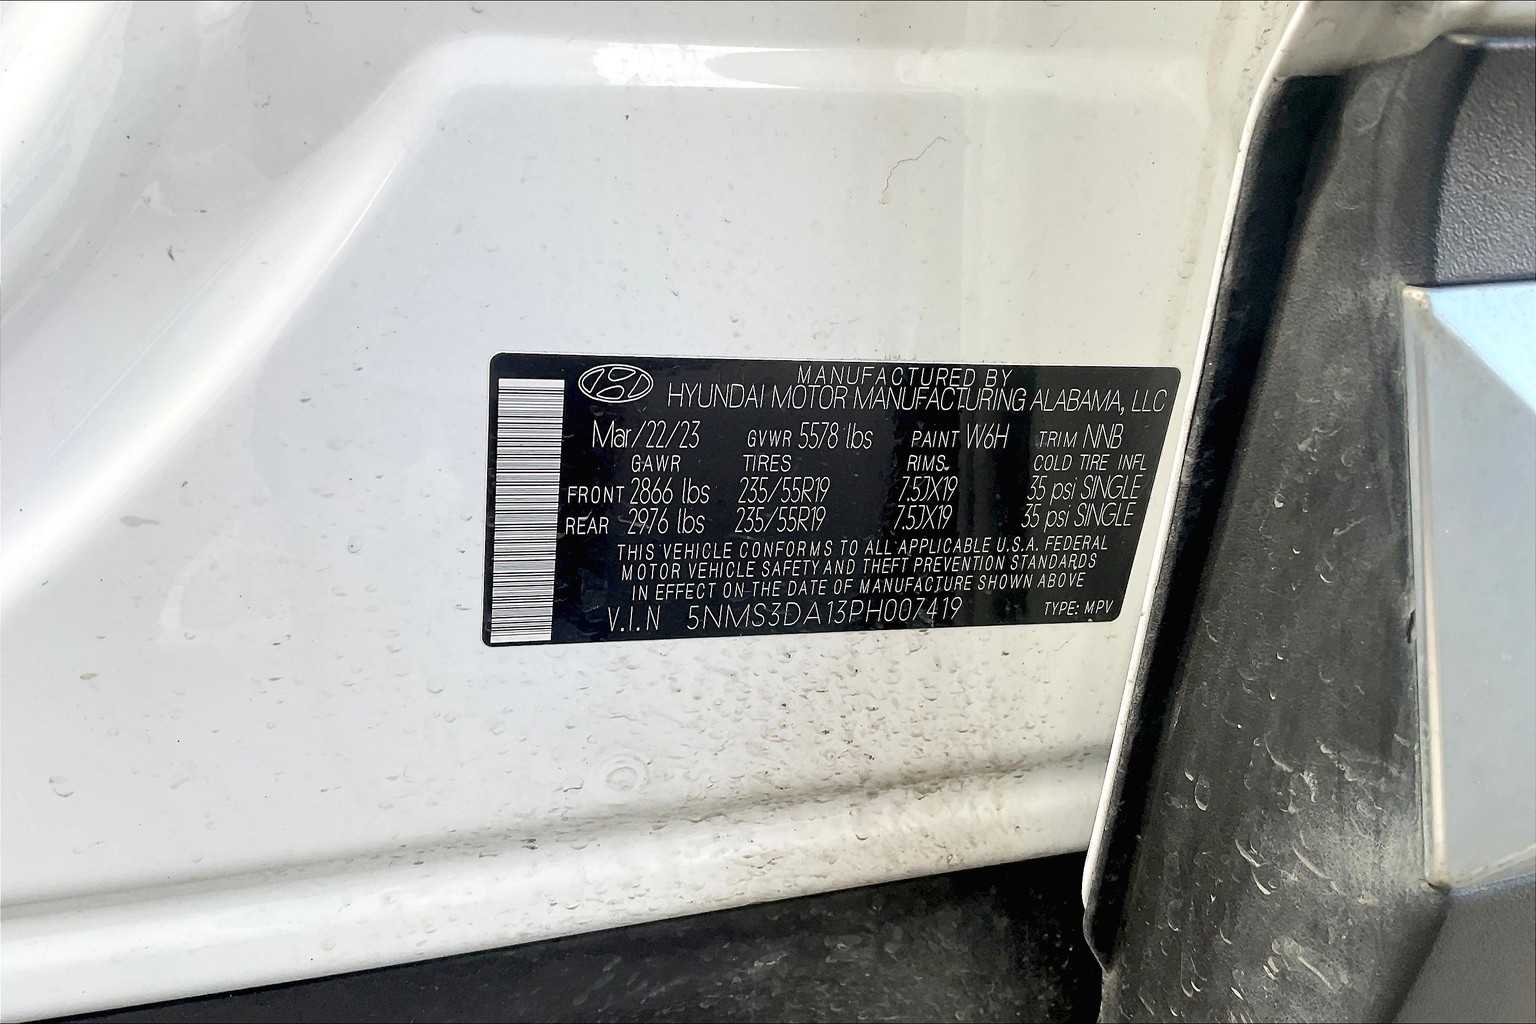 MANUFACTURED BY
HYUNDAI MOTOR MANUFACTURING ALABAMA, LLC
Mar/22/23 GVWR 5578 lbs PAINT W6H TRIM NNB
GAWR TIRES RIMS COLD TIRE INFL
FRONT 2866 lbs 235/55R19 7.5JX19 35 psi SINGLE
REAR 2976 lbs 235/55R19 7.5JX19 35 psi SINGLE
THIS VEHICLE CONFORMS TO ALL APPLICABLE U.S.A. FEDERAL
MOTOR VEHICLE SAFETY AND THEFT PREVENTION STANDARDS
IN EFFECT ON THE DATE OF MANUFACTURE SHOWN ABOVE
V.I.N 5NMS3DA13PH007419 TYPE: MPV